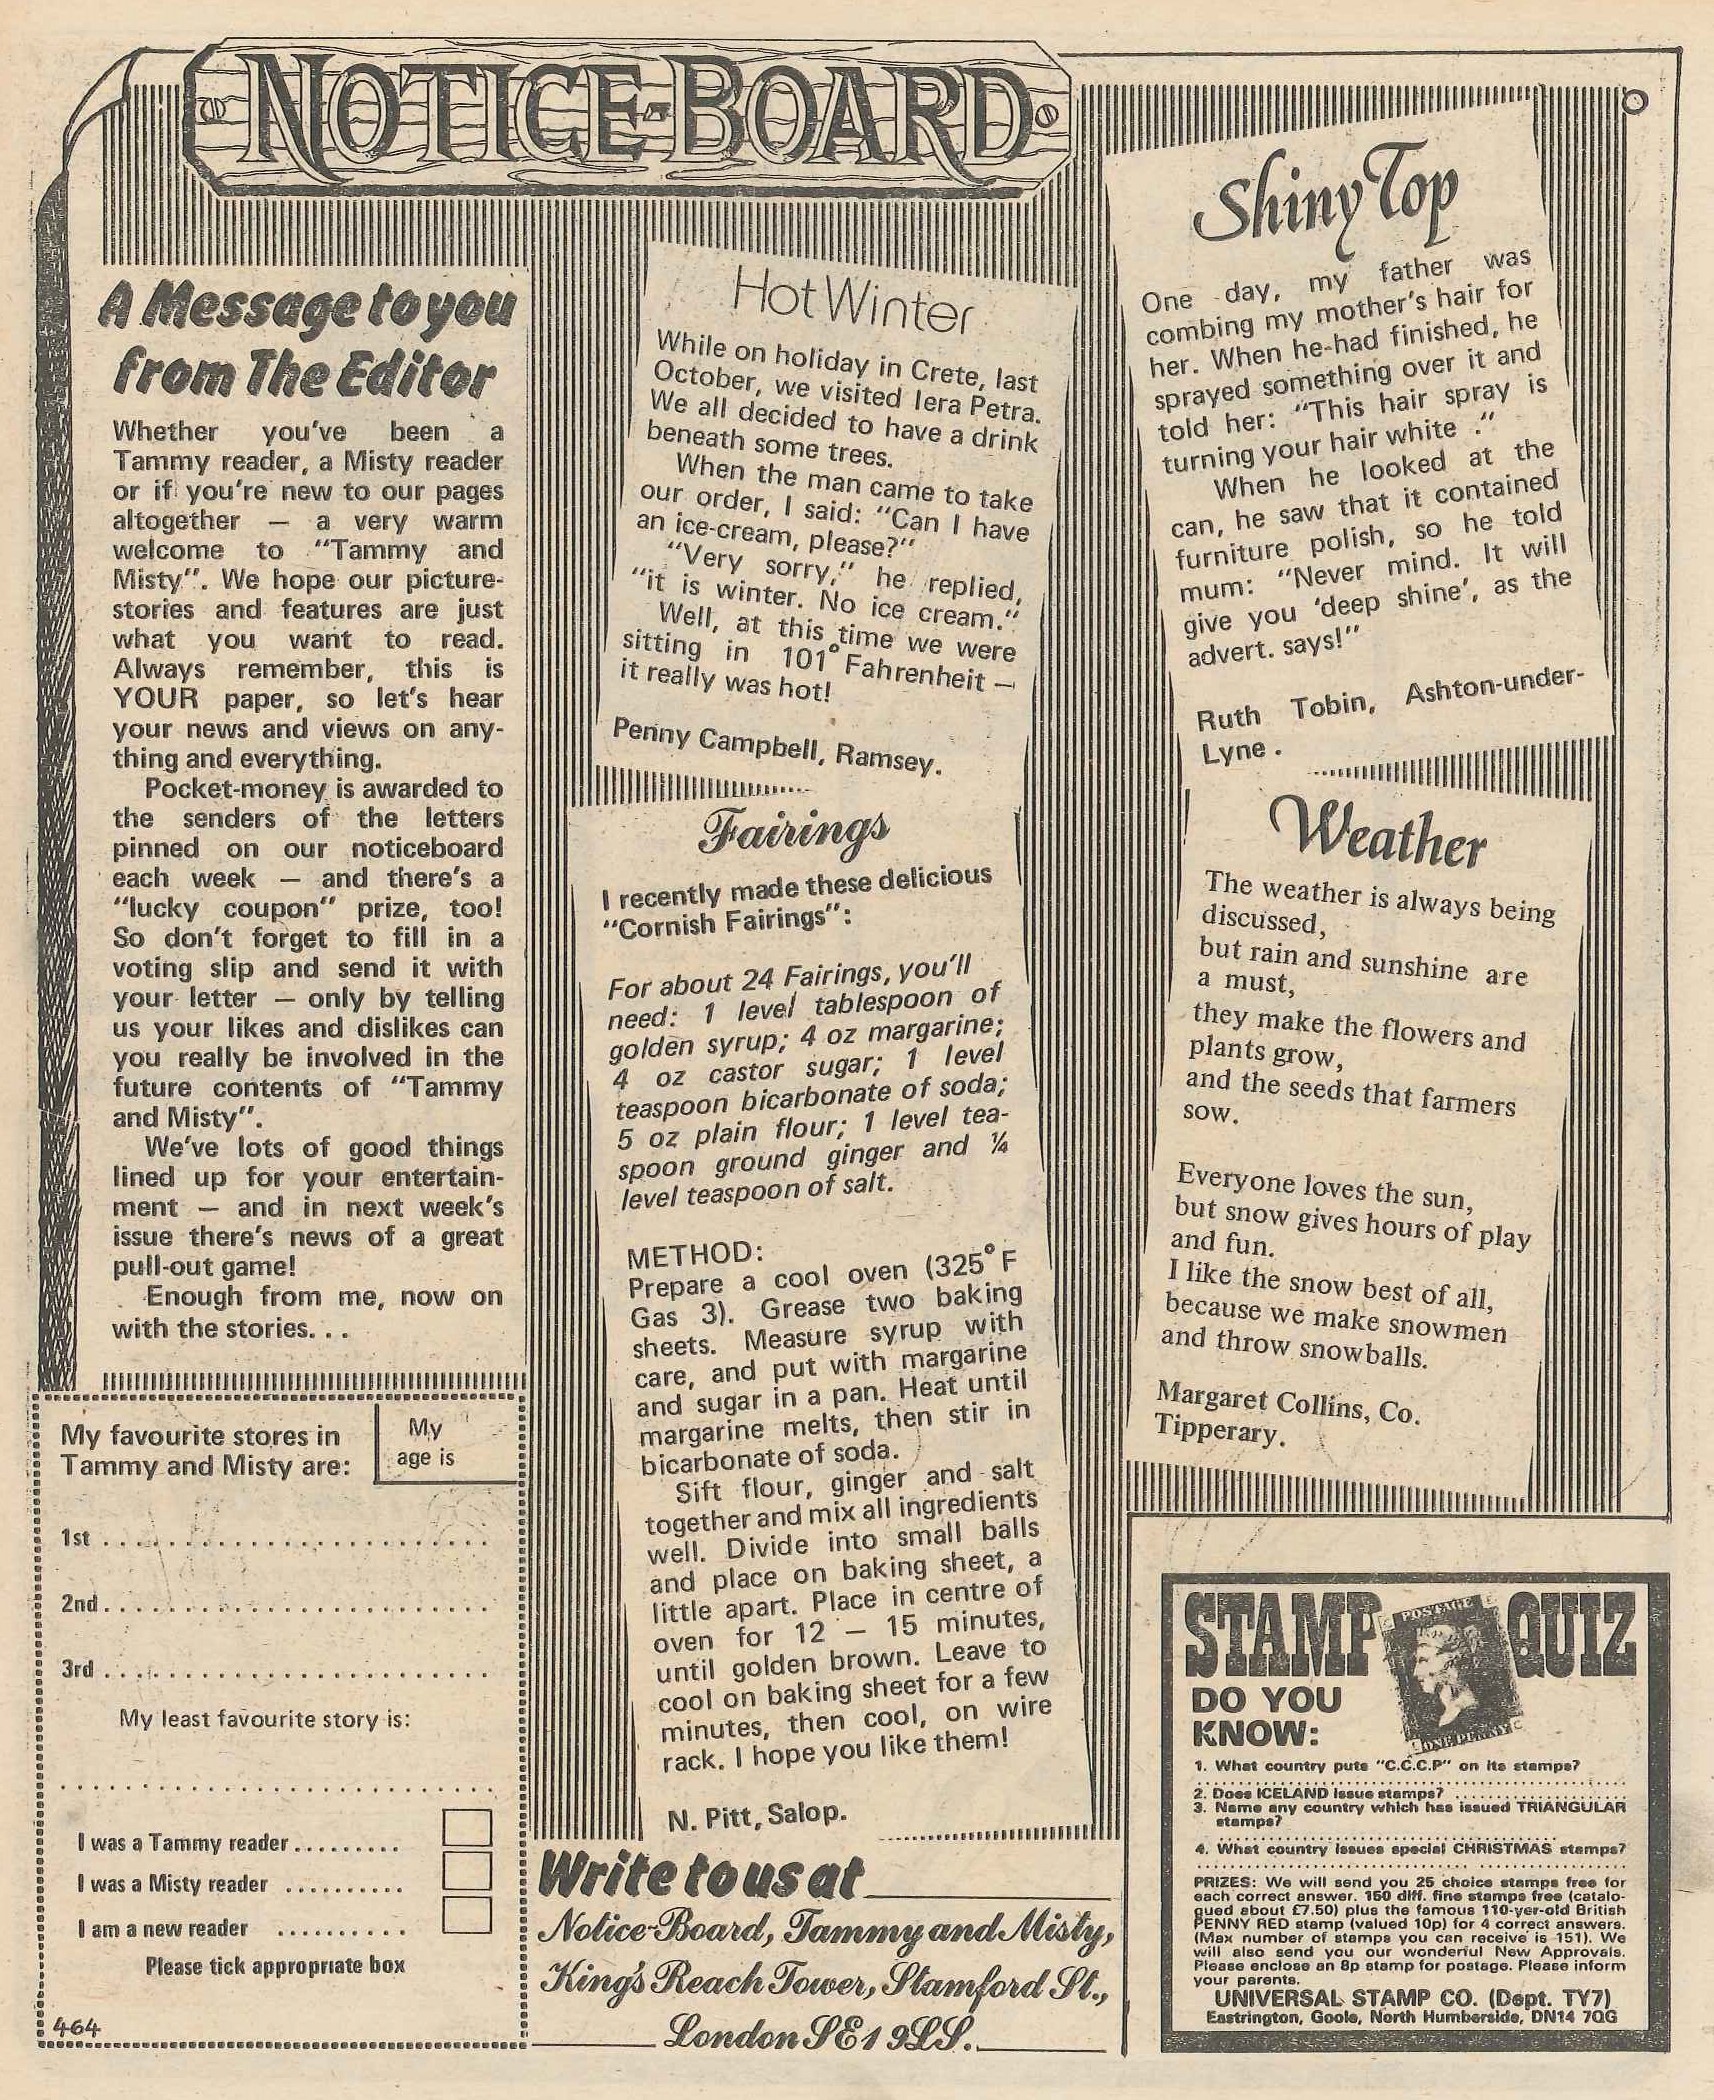 NOTICE-BOARD
A Message to you
from The Editor
Whether you've been a
Tammy reader, a Misty reader
or if you're new to our pages
altogether — a very warm
welcome to "Tammy and
Misty". We hope our picture-
stories and features are just
what you want to read.
Always remember, this is
YOUR paper, so let's hear
your news and views on any-
thing and everything.
Pocket-money is awarded to
the senders of the letters
pinned on our noticeboard
each week — and there's a
"lucky coupon" prize, too!
So don't forget to fill in a
voting slip and send it with
your letter — only by telling
us your likes and dislikes can
you really be involved in the
future contents of "Tammy
and Misty".
We've lots of good things
lined up for your entertain-
ment — and in next week's
issue there's news of a great
pull-out game!
Enough from me, now on
with the stories. . .
My favourite stores in
Tammy and Misty are:
My
age is
1st
2nd
3rd
My least favourite story is:
I was a Tammy reader
I was a Misty reader
I am a new reader
Please tick appropriate box
464
Hot Winter
While on holiday in Crete, last
October, we visited Iera Petra.
We all decided to have a drink
beneath some trees.
When the man came to take
our order, I said: "Can I have
an ice-cream, please?"
"Very sorry," he replied,
"it is winter. No ice cream."
Well, at this time we were
sitting in 101° Fahrenheit —
it really was hot!
Penny Campbell, Ramsey.
Fairings
I recently made these delicious
"Cornish Fairings":
For about 24 Fairings, you'll
need: 1 level tablespoon of
golden syrup; 4 oz margarine;
4 oz castor sugar; 1 level
teaspoon bicarbonate of soda;
5 oz plain flour; 1 level tea-
spoon ground ginger and ¼
level teaspoon of salt.
METHOD:
Prepare a cool oven (325° F
Gas 3). Grease two baking
sheets. Measure syrup with
care, and put with margarine
and sugar in a pan. Heat until
margarine melts, then stir in
bicarbonate of soda.
Sift flour, ginger and salt
together and mix all ingredients
well. Divide into small balls
and place on baking sheet, a
little apart. Place in centre of
oven for 12 — 15 minutes,
until golden brown. Leave to
cool on baking sheet for a few
minutes, then cool, on wire
rack. I hope you like them!
N. Pitt, Salop.
Write to us at
Notice-Board, Tammy and Misty,
King's Reach Tower, Stamford St.,
London SE1 9LS.
Shiny Top
One day, my father was
combing my mother's hair for
her. When he-had finished, he
sprayed something over it and
told her: "This hair spray is
turning your hair white ."
When he looked at the
can, he saw that it contained
furniture polish, so he told
mum: "Never mind. It will
give you 'deep shine', as the
advert. says!"
Ruth Tobin, Ashton-under-
Lyne .
Weather
The weather is always being
discussed,
but rain and sunshine are
a must,
they make the flowers and
plants grow,
and the seeds that farmers
sow.
Everyone loves the sun,
but snow gives hours of play
and fun.
I like the snow best of all,
because we make snowmen
and throw snowballs.
Margaret Collins, Co.
Tipperary.
STAMP QUIZ
POSTAGE
ONE PENNY
DO YOU
KNOW:
1. What country puts "C.C.C.P" on its stamps?
2. Does ICELAND issue stamps?
3. Name any country which has issued TRIANGULAR
stamps?
4. What country issues special CHRISTMAS stamps?
PRIZES: We will send you 25 choice stamps free for
each correct answer. 150 diff. fine stamps free (catalo-
gued about £7.50) plus the famous 110-yer-old British
PENNY RED stamp (valued 10p) for 4 correct answers.
(Max number of stamps you can receive is 151). We
will also send you our wonderful New Approvals.
Please enclose an 8p stamp for postage. Please inform
your parents.
UNIVERSAL STAMP CO. (Dept. TY7)
Eastrington, Goole, North Humberside, DN14 7QG